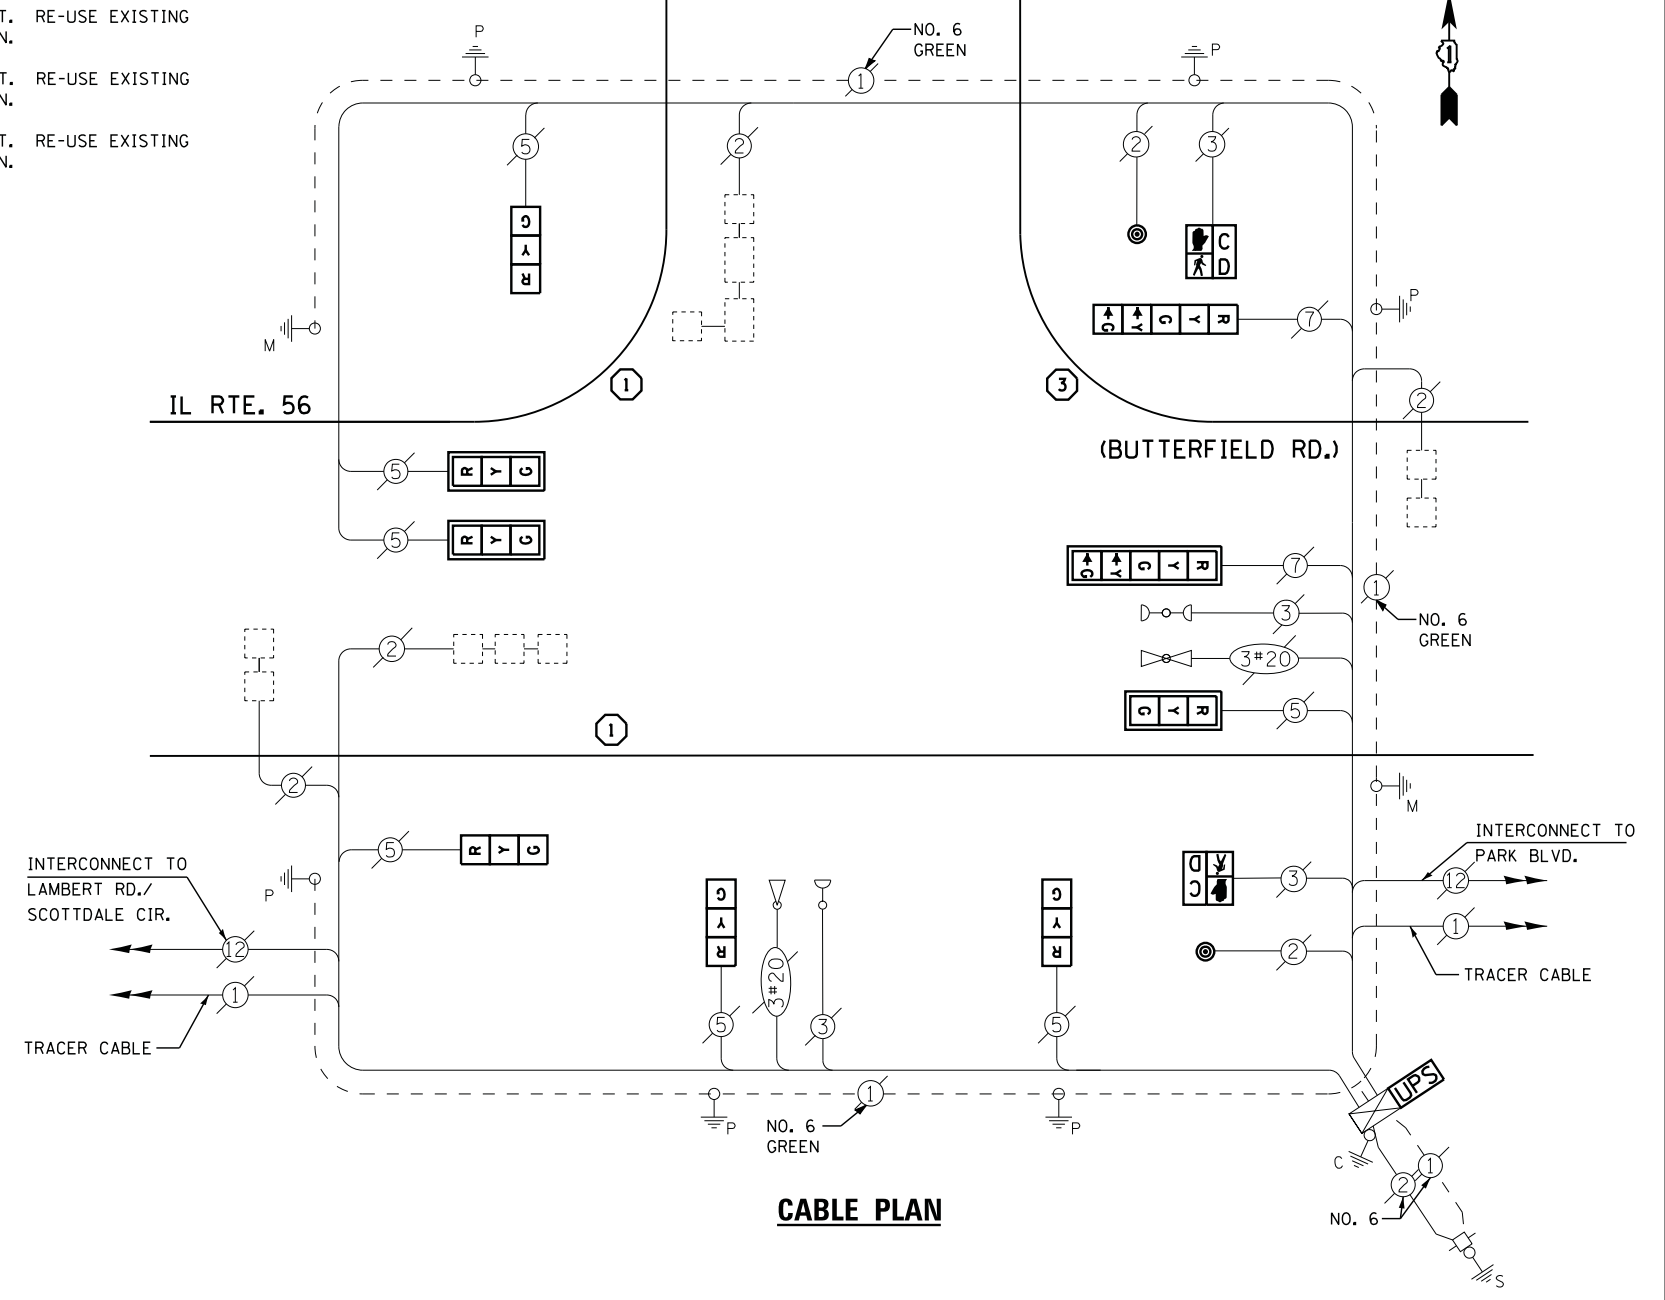 T. RE-USE EXISTING
N.
T. RE-USE EXISTING
N.
T. RE-USE EXISTING
N.
P
NO. 6
GREEN
1
P
1
5
2
2
3
G
Y
R
C
D
P
M
G Y G Y R
7
1
3
IL RTE. 56
2
(BUTTERFIELD RD.)
5
R Y G
5
R Y G
G Y G Y R
7
1
3
NO. 6
GREEN
2
3#20
G Y R
5
1
2
M
INTERCONNECT TO
PARK BLVD.
5
R Y G
INTERCONNECT TO
LAMBERT RD./
SCOTTDALE CIR.
P
D
C
3
12
G
Y
R
G
Y
R
12
1
2
1
3#20
TRACER CABLE
TRACER CABLE
5
3
5
UPS
1
P
P
NO. 6
GREEN
C
1
2
NO. 6
S
CABLE PLAN